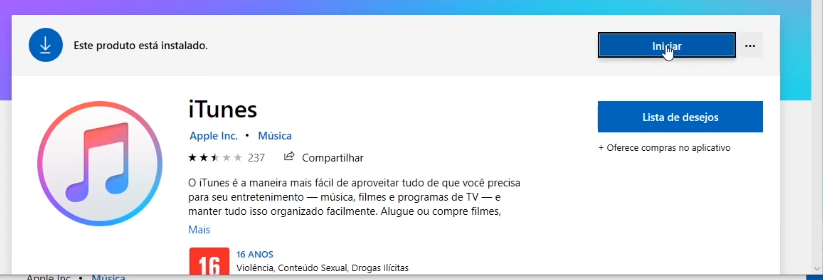 Este produto está instalado.
Iniciar
...
iTunes
Apple Inc. • Música
237 Compartilhar
Lista de desejos
+ Oferece compras no aplicativo
O iTunes é a maneira mais fácil de aproveitar tudo de que você precisa
para seu entretenimento — música, filmes e programas de TV — e
manter tudo isso organizado facilmente. Alugue ou compre filmes,
Mais
16
16 ANOS
Violência, Conteúdo Sexual, Drogas Ilícitas
Apple Inc. • Música